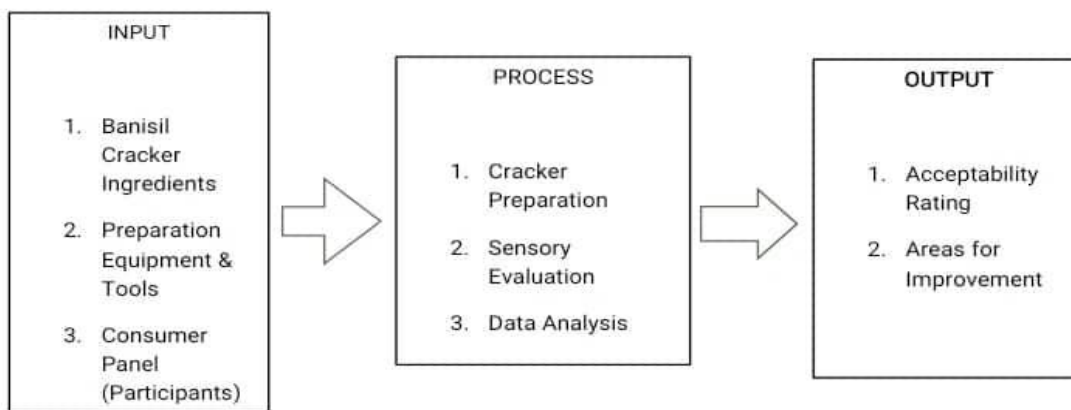 INPUT
1. Banisil
Cracker
Ingredients
2. Preparation
Equipment &
Tools
3. Consumer
Panel
(Participants)
PROCESS
1. Cracker
Preparation
2. Sensory
Evaluation
3. Data Analysis
OUTPUT
1. Acceptability
Rating
2. Areas for
Improvement